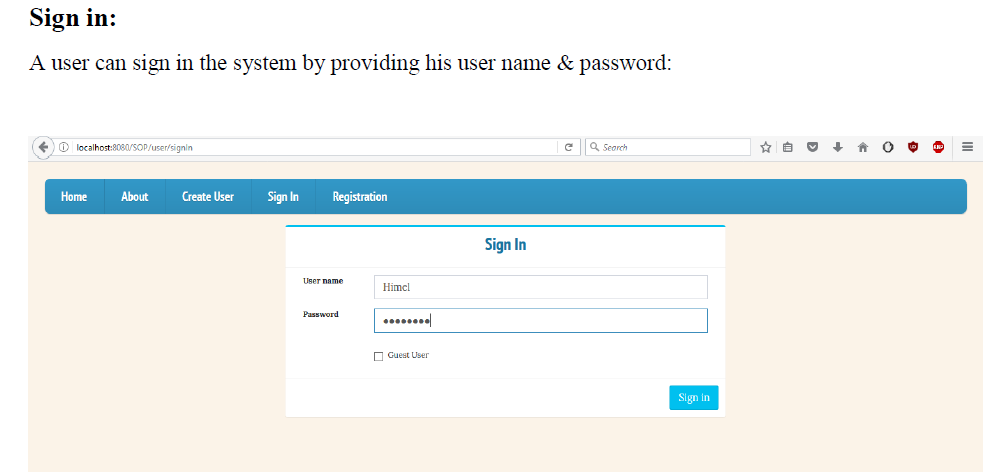 Sign in:
A user can sign in the system by providing his user name & password:
localhost:8080/SOP/user/signin
Search
Home About Create User Sign In Registration
Sign In
User name Himel
Password ••••••••
Guest User
Sign in